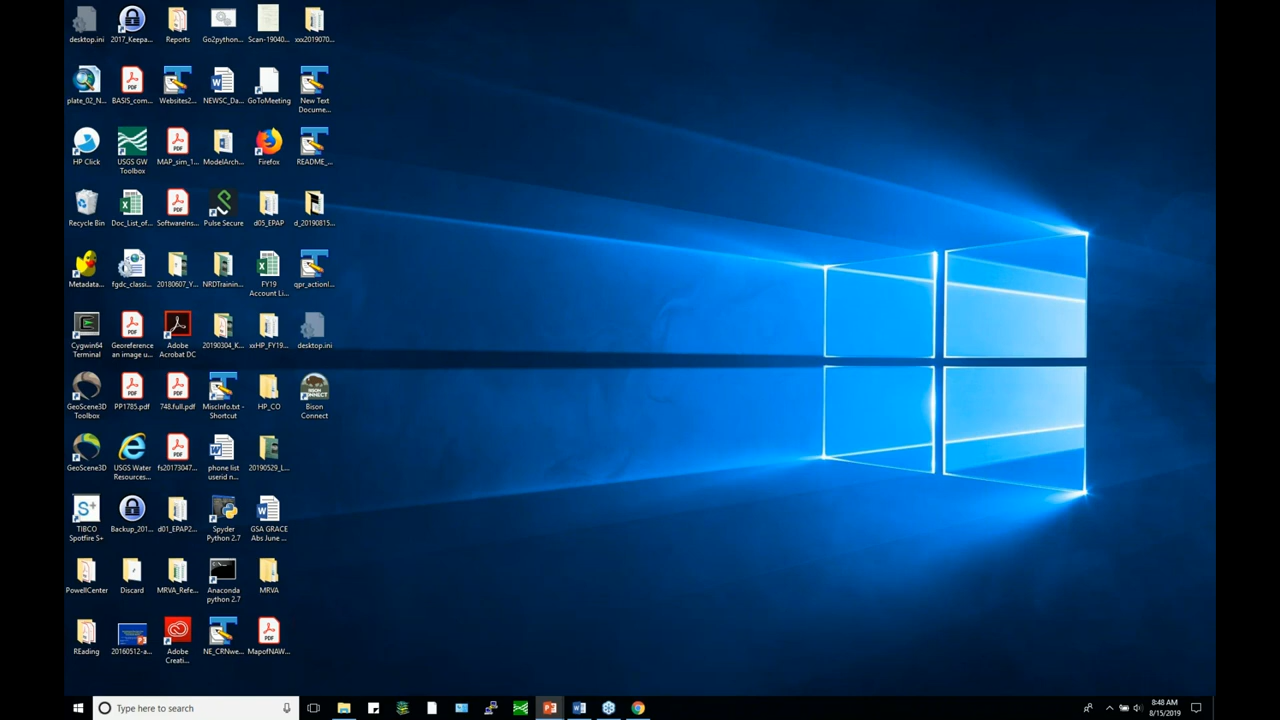 desktop.ini
2017_Keepa...
Reports
Go2python...
Scan-19040...
xxx2019070...
plate_02_N...
BASIS_com...
Websites2...
NEWSC_Da...
GoToMeeting
New Text
Docume...
HP Click
USGS GW
Toolbox
MAP_sim_1...
ModelArch...
Firefox
README_...
Recycle Bin
Doc_List_of...
SoftwareIns...
Pulse Secure
d05_EPAP
d_20190815...
Metadata...
fgdc_classi...
20180607_Y...
NRDTrainin...
FY19
Account Li...
qpr_actionI...
Cygwin64
Terminal
Georeference
an image u...
Adobe
Acrobat DC
20190304_K...
xxHP_FY19...
desktop.ini
GeoScene3D
Toolbox
PP1785.pdf
748.full.pdf
MiscInfo.txt -
Shortcut
HP_CO
Bison
Connect
GeoScene3D
USGS Water
Resources...
fs20173047...
phone list
userid n...
20190529_L...
TIBCO
Spotfire S+
Backup_201...
d01_EPAP2...
Spyder
Python 2.7
GSA GRACE
Abs June ...
PowellCenter
Discard
MRVA_Refe...
Anaconda
python 2.7
MRVA
REading
20160512-a...
Adobe
Creati...
NE_CRNwe...
MapofNAW...
Type here to search
8:48 AM
8/15/2019